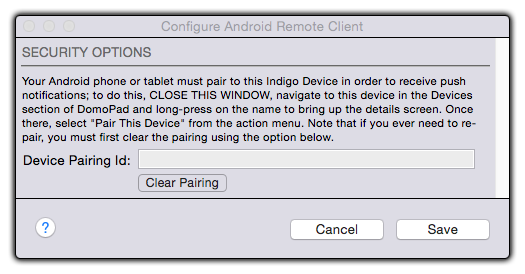 Configure Android Remote Client
SECURITY OPTIONS
Your Android phone or tablet must pair to this Indigo Device in order to receive push
notifications; to do this, CLOSE THIS WINDOW, navigate to this device in the Devices
section of DomoPad and long-press on the name to bring up the details screen. Once
there, select "Pair This Device" from the action menu. Note that if you ever need to re-
pair, you must first clear the pairing using the option below.
Device Pairing Id:
Clear Pairing
?
Cancel
Save